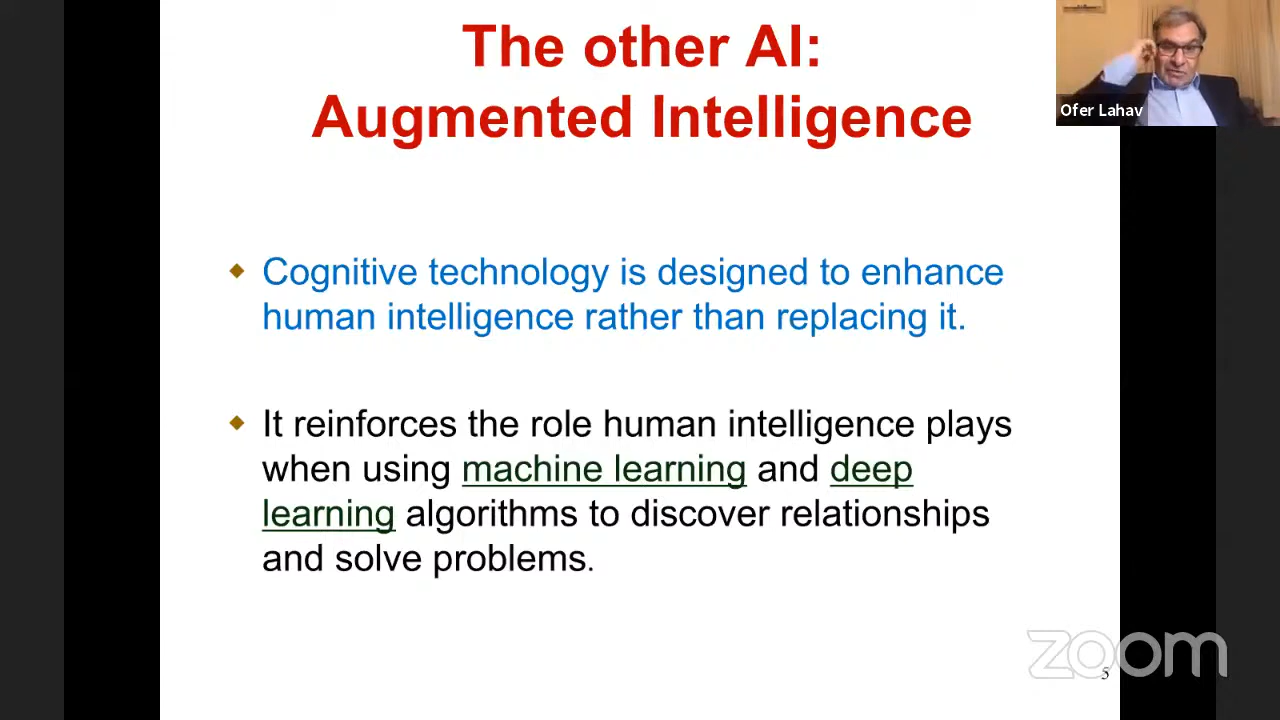 The other AI:
Augmented Intelligence
Ofer Lahav
Cognitive technology is designed to enhance
human intelligence rather than replacing it.
It reinforces the role human intelligence plays
when using machine learning and deep
learning algorithms to discover relationships
and solve problems.
zoom
5